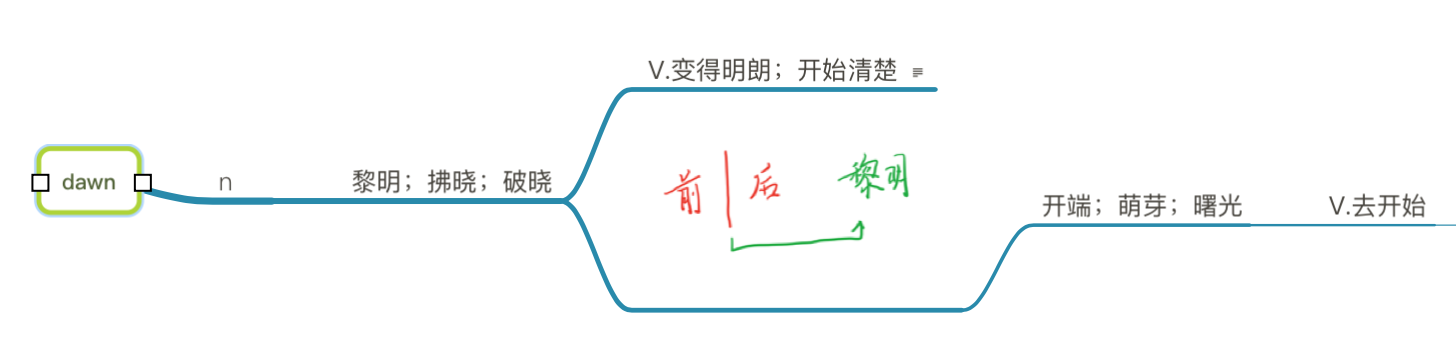 V.变得明朗；开始清楚
dawn
n
黎明；拂晓；破晓
前 后 黎明
开端；萌芽；曙光
V.去开始